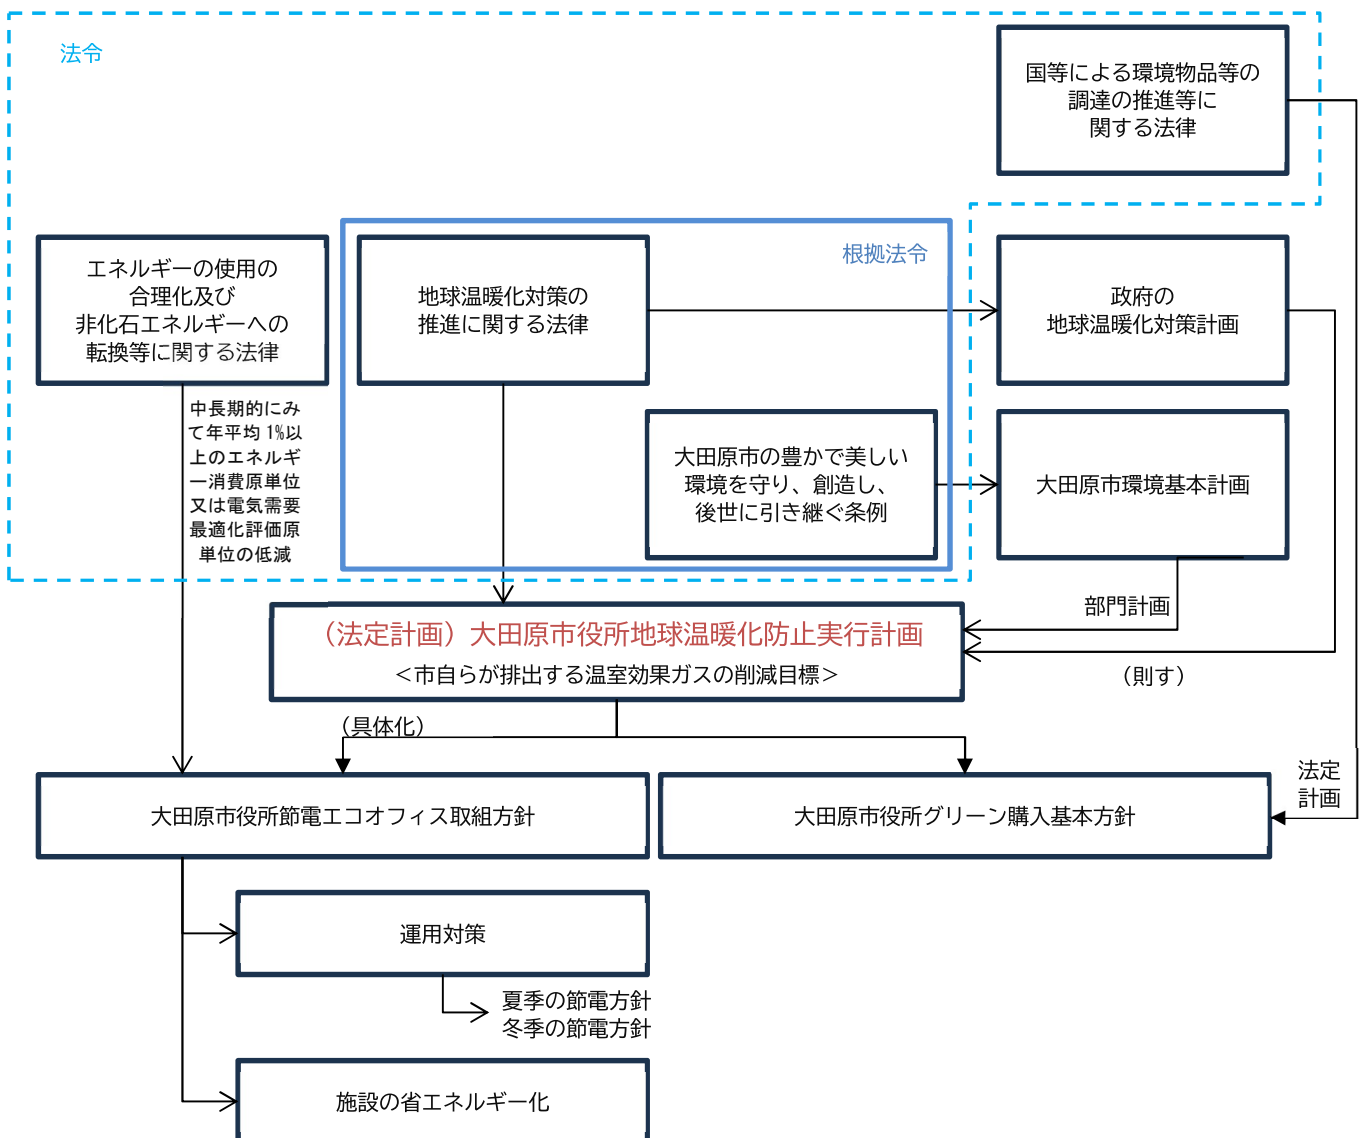 法令
国等による環境物品等の
調達の推進等に
関する法律
根拠法令
エネルギーの使用の
合理化及び
非化石エネルギーへの
転換等に関する法律
地球温暖化対策の
推進に関する法律
政府の
地球温暖化対策計画
中長期的にみ
て年平均 1%以
上のエネルギ
ー消費原単位
又は電気需要
最適化評価原
単位の低減
大田原市の豊かで美しい
環境を守り、創造し、
後世に引き継ぐ条例
大田原市環境基本計画
部門計画
（法定計画）大田原市役所地球温暖化防止実行計画
＜市自らが排出する温室効果ガスの削減目標＞
（則す）
（具体化）
法定
計画
大田原市役所節電エコオフィス取組方針
大田原市役所グリーン購入基本方針
運用対策
夏季の節電方針
冬季の節電方針
施設の省エネルギー化